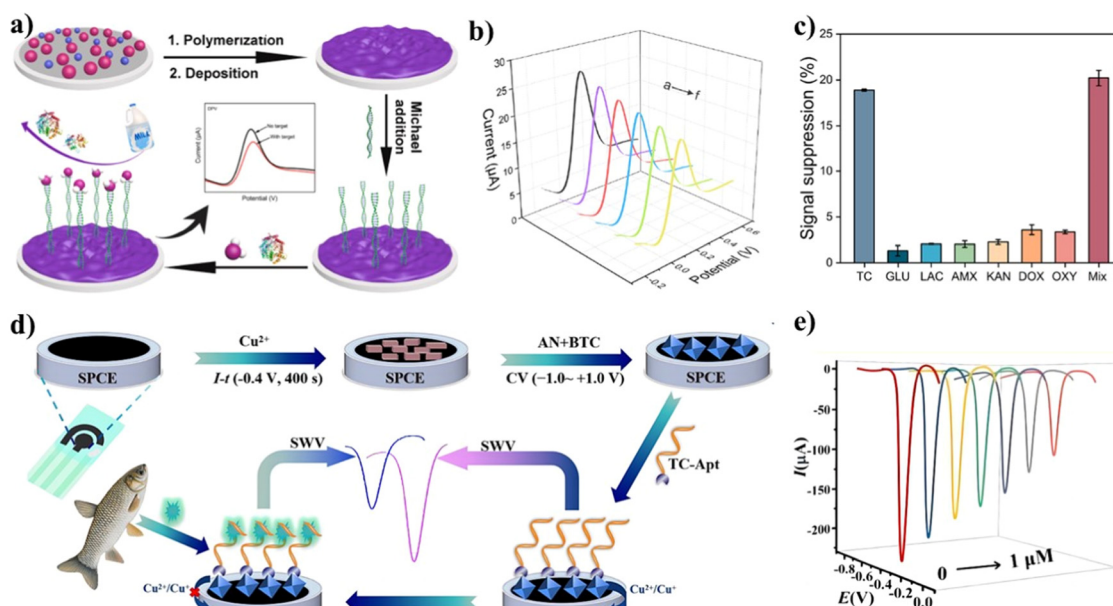 a)
1. Polymerization
2. Deposition
Michael
addition
MILK
DPV
No target
With target
Current (μA)
Potential (V)
b)
Current (μA)
30
25
20
15
10
5
0
a → f
-0.2
0.0
0.2
0.4
0.6
Potential (V)
c)
Signal suppression (%)
25
20
15
10
5
0
TC GLU LAC AMX KAN DOX OXY Mix
d)
SPCE
Cu²⁺
I-t (-0.4 V, 400 s)
SPCE
AN+BTC
CV (−1.0~ +1.0 V)
SPCE
SWV
SWV
TC-Apt
Cu²⁺/Cu⁺
Cu²⁺/Cu⁺
e)
I(μA)
0
-50
-100
-150
-200
0 → 1 μM
-0.8
-0.6
-0.4
-0.2
0.0
E(V)